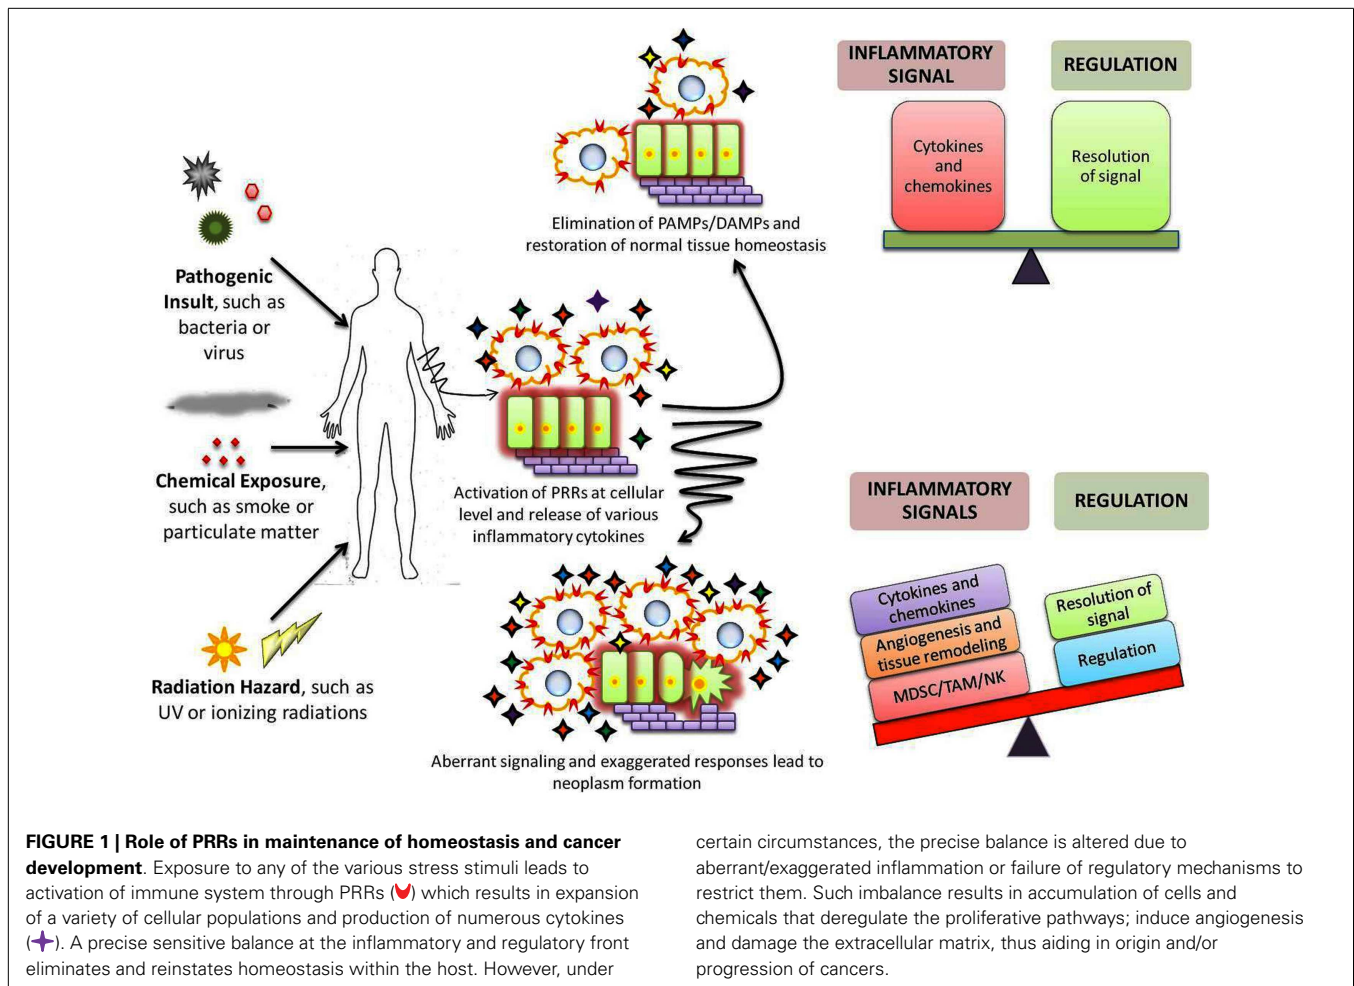 INFLAMMATORY
SIGNAL
REGULATION
Cytokines
and
chemokines
Resolution
of signal
Elimination of PAMPs/DAMPs and
restoration of normal tissue homeostasis
Pathogenic
Insult, such as
bacteria or
virus
Chemical Exposure,
such as smoke or
particulate matter
Activation of PRRs at cellular
level and release of various
inflammatory cytokines
INFLAMMATORY
SIGNALS
REGULATION
Cytokines and
chemokines
Angiogenesis and
tissue remodeling
MDSC/TAM/NK
Resolution of
signal
Regulation
Radiation Hazard, such as
UV or ionizing radiations
Aberrant signaling and exaggerated responses lead to
neoplasm formation
FIGURE 1 | Role of PRRs in maintenance of homeostasis and cancer
development. Exposure to any of the various stress stimuli leads to
activation of immune system through PRRs ( ) which results in expansion
of a variety of cellular populations and production of numerous cytokines
( ). A precise sensitive balance at the inflammatory and regulatory front
eliminates and reinstates homeostasis within the host. However, under
certain circumstances, the precise balance is altered due to
aberrant/exaggerated inflammation or failure of regulatory mechanisms to
restrict them. Such imbalance results in accumulation of cells and
chemicals that deregulate the proliferative pathways; induce angiogenesis
and damage the extracellular matrix, thus aiding in origin and/or
progression of cancers.